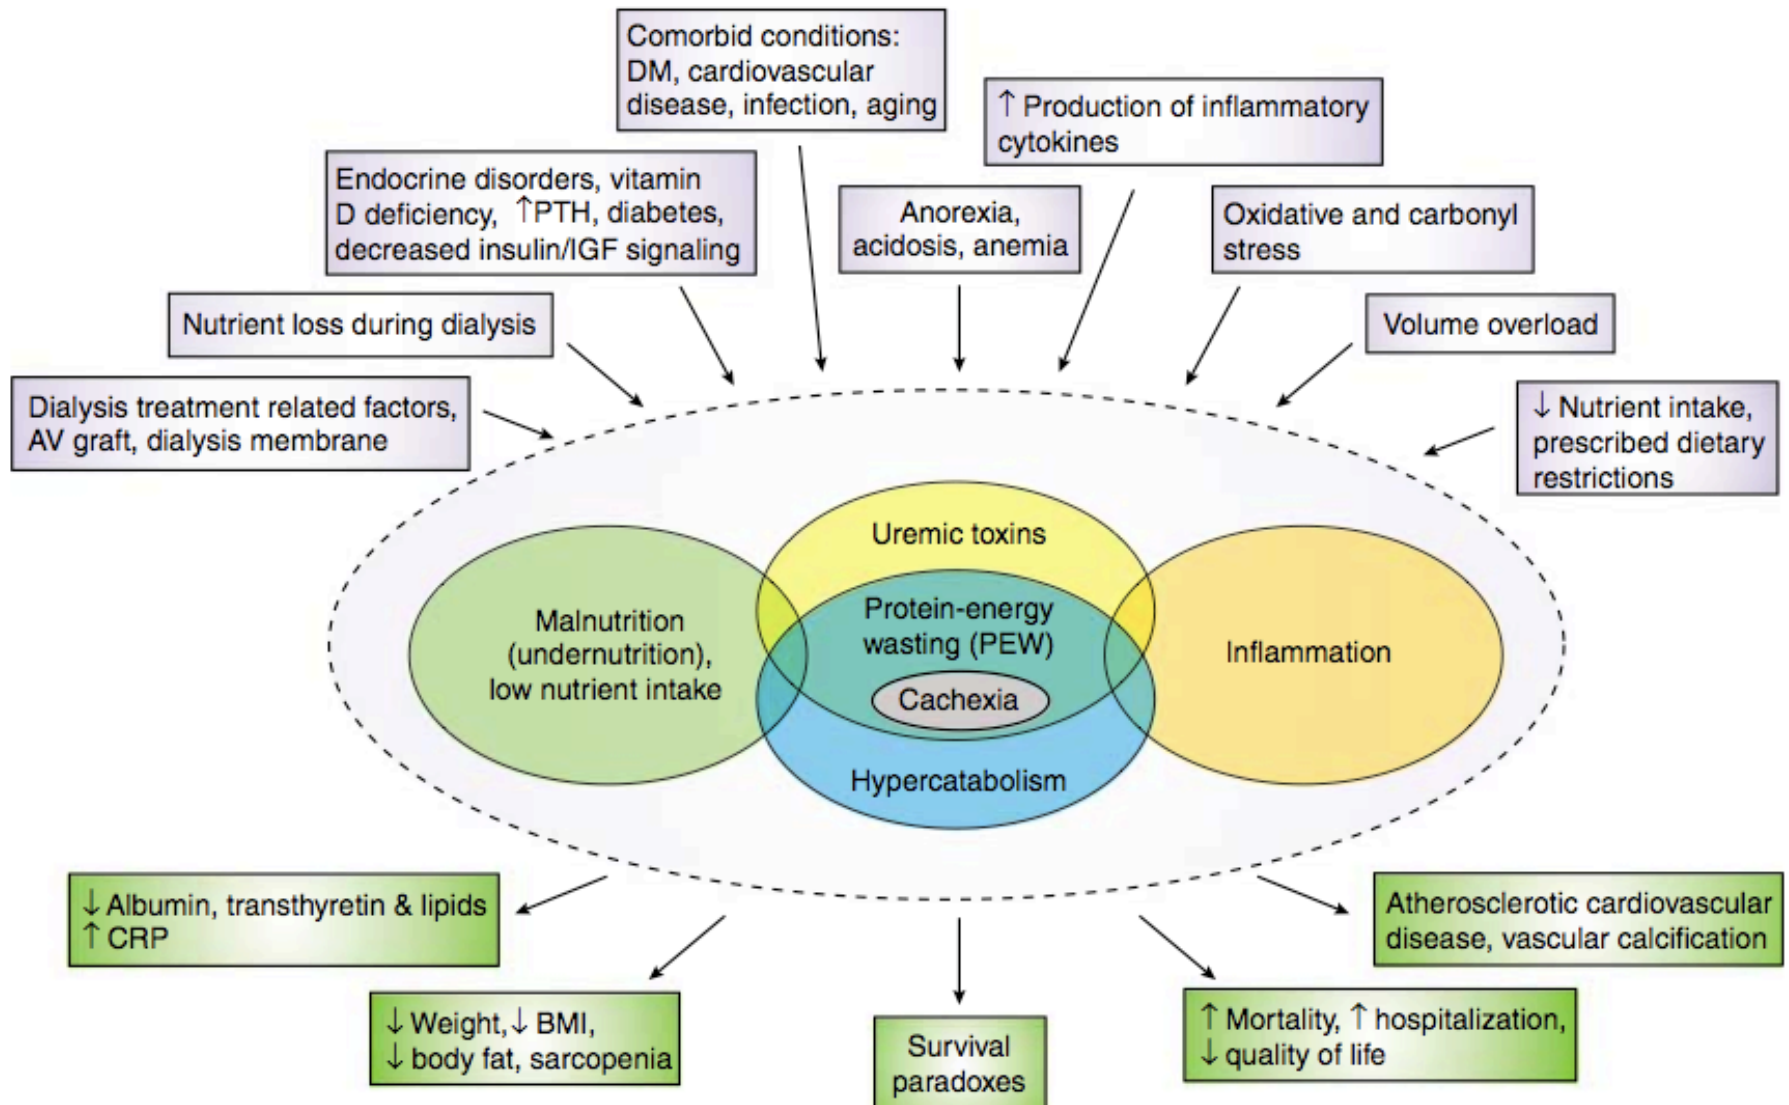 Comorbid conditions:
DM, cardiovascular
disease, infection, aging
↑ Production of inflammatory
cytokines
Endocrine disorders, vitamin
D deficiency, ↑PTH, diabetes,
decreased insulin/IGF signaling
Anorexia,
acidosis, anemia
Oxidative and carbonyl
stress
Nutrient loss during dialysis
Volume overload
Dialysis treatment related factors,
AV graft, dialysis membrane
↓ Nutrient intake,
prescribed dietary
restrictions
Uremic toxins
Malnutrition
(undernutrition),
low nutrient intake
Protein-energy
wasting (PEW)
Cachexia
Inflammation
Hypercatabolism
↓ Albumin, transthyretin & lipids
↑ CRP
Atherosclerotic cardiovascular
disease, vascular calcification
↓ Weight, ↓ BMI,
↓ body fat, sarcopenia
Survival
paradoxes
↑ Mortality, ↑ hospitalization,
↓ quality of life